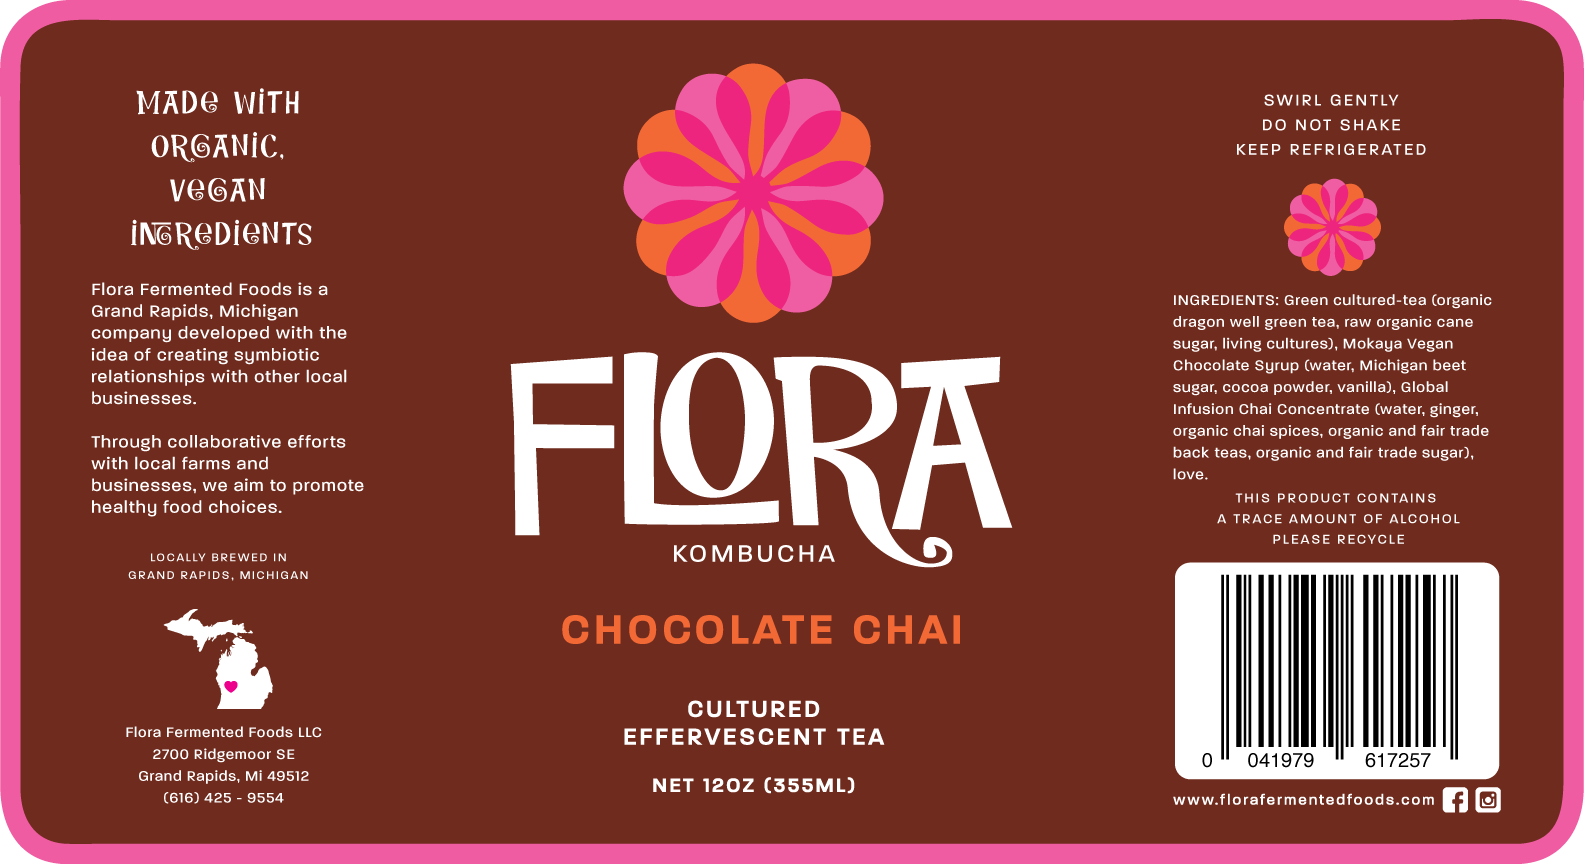 MADE WITH
ORGANIC,
VEGAN
INGREDIENTS
Flora Fermented Foods is a
Grand Rapids, Michigan
company developed with the
idea of creating symbiotic
relationships with other local
businesses.
Through collaborative efforts
with local farms and
businesses, we aim to promote
healthy food choices.
LOCALLY BREWED IN
GRAND RAPIDS, MICHIGAN
Flora Fermented Foods LLC
2700 Ridgemoor SE
Grand Rapids, Mi 49512
(616) 425 - 9554
FLORA
KOMBUCHA
CHOCOLATE CHAI
CULTURED
EFFERVESCENT TEA
NET 12OZ (355ML)
SWIRL GENTLY
DO NOT SHAKE
KEEP REFRIGERATED
INGREDIENTS: Green cultured-tea (organic
dragon well green tea, raw organic cane
sugar, living cultures), Mokaya Vegan
Chocolate Syrup (water, Michigan beet
sugar, cocoa powder, vanilla), Global
Infusion Chai Concentrate (water, ginger,
organic chai spices, organic and fair trade
back teas, organic and fair trade sugar),
love.
THIS PRODUCT CONTAINS
A TRACE AMOUNT OF ALCOHOL
PLEASE RECYCLE
0 041979 617257
www.florafermentedfoods.com